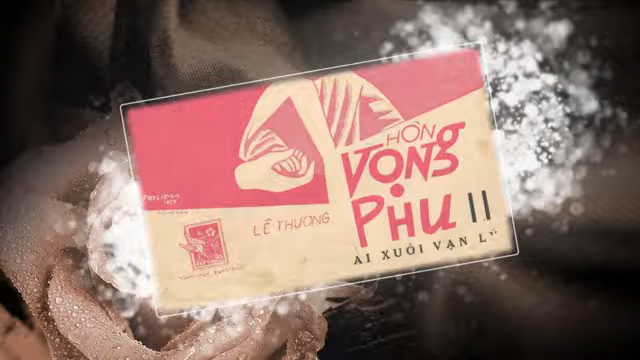 HÒN
VỌNG
PHU II
AI XUÔI VẠN LÝ
LÊ THƯƠNG